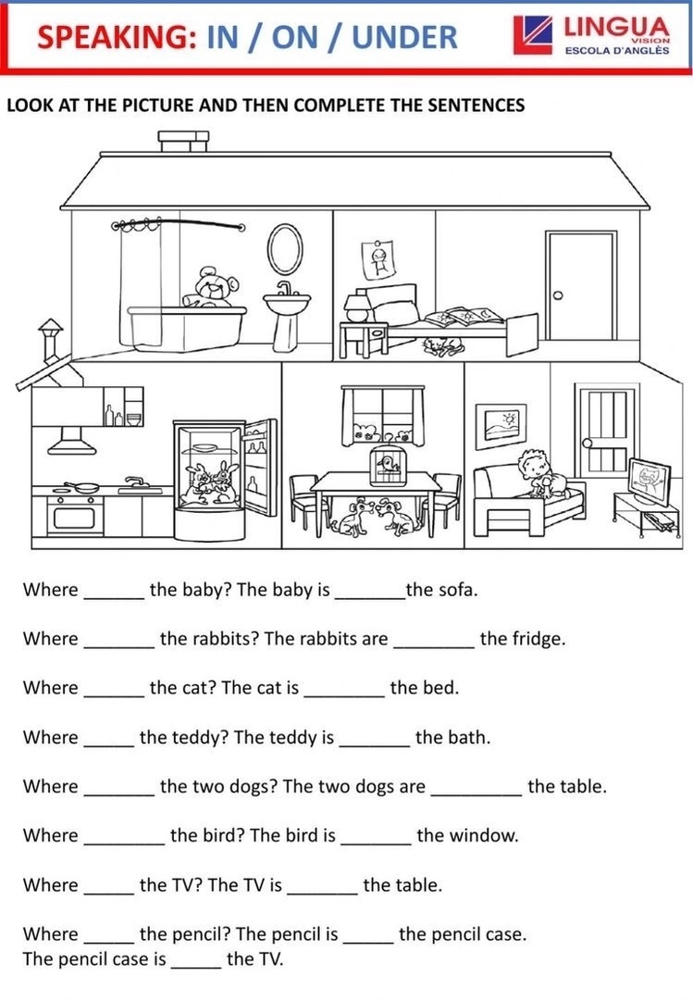 SPEAKING: IN / ON / UNDER
LINGUA
VISION
ESCOLA D'ANGLÈS
LOOK AT THE PICTURE AND THEN COMPLETE THE SENTENCES
Where ______ the baby? The baby is _______the sofa.
Where _______ the rabbits? The rabbits are ________ the fridge.
Where ______ the cat? The cat is ________ the bed.
Where _____ the teddy? The teddy is _______ the bath.
Where _______ the two dogs? The two dogs are _________ the table.
Where ________ the bird? The bird is _______ the window.
Where _____ the TV? The TV is _______ the table.
Where _____ the pencil? The pencil is _____ the pencil case.
The pencil case is _____ the TV.